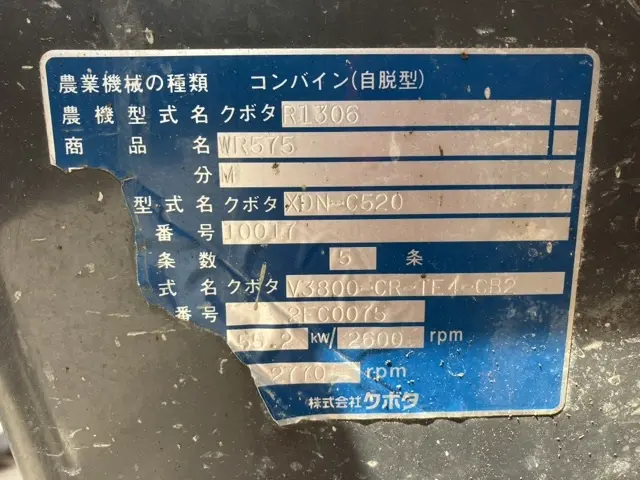 農業機械の種類 コンバイン(自脱型)
農機型式名 クボタ R1306
商品名 WR575
分 M
型式名 クボタ XDN-C520
番号 10017
条数 5 条
式名 クボタ V3800-CR-TE4-CB2
番号 2FC0075
55.2 kW/ 2600 rpm
2770 rpm
株式会社クボタ